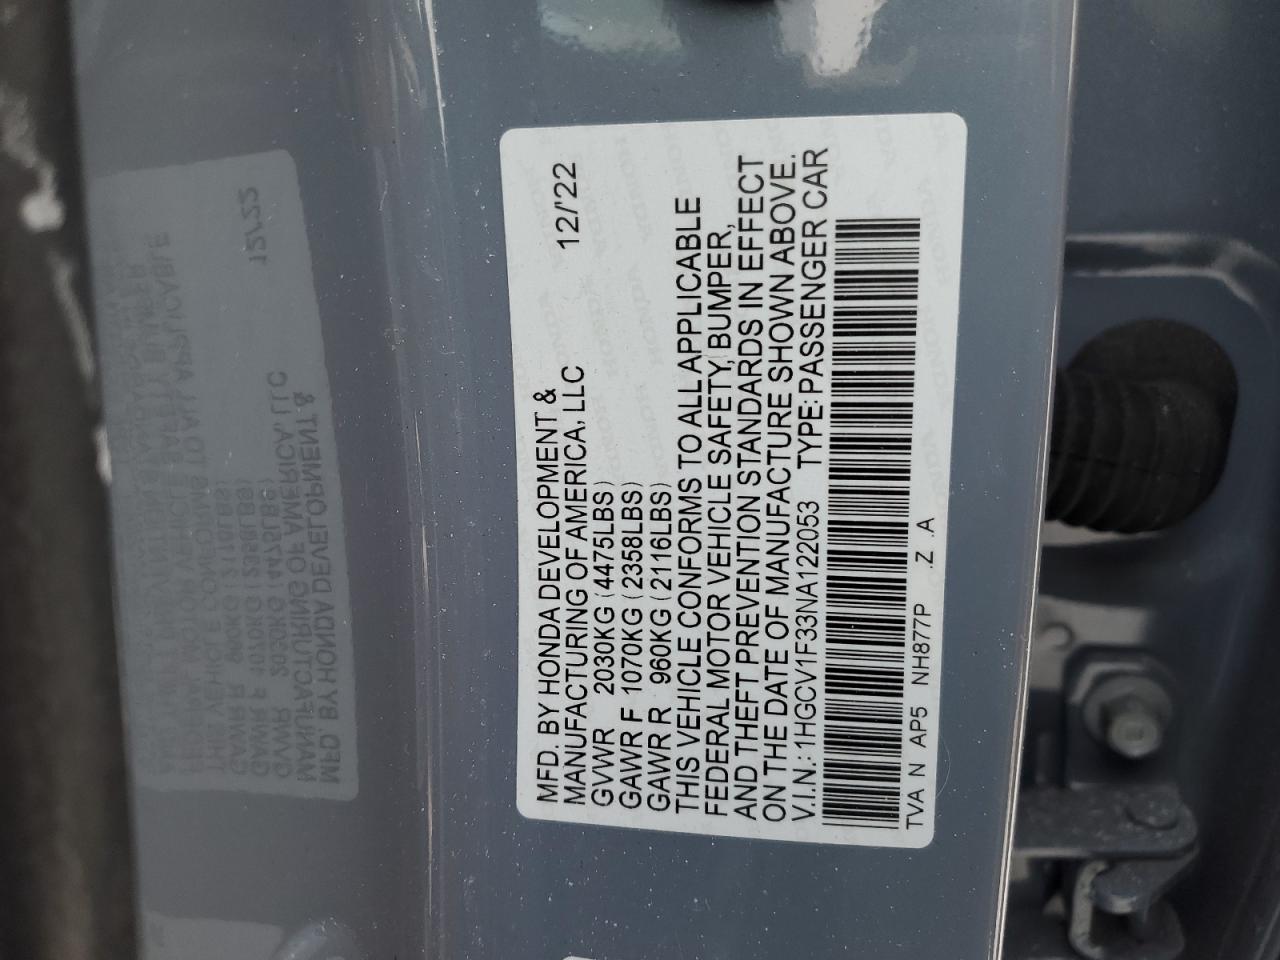 MFD. BY HONDA DEVELOPMENT & 12/'22
MANUFACTURING OF AMERICA, LLC
GVWR 2030KG (4475LBS)
GAWR F 1070KG (2358LBS)
GAWR R 960KG (2116LBS)
THIS VEHICLE CONFORMS TO ALL APPLICABLE
FEDERAL MOTOR VEHICLE SAFETY, BUMPER,
AND THEFT PREVENTION STANDARDS IN EFFECT
ON THE DATE OF MANUFACTURE SHOWN ABOVE.
V.I.N.: 1HGCV1F33NA122053 TYPE: PASSENGER CAR
TVA N AP5 NH877P .Z .A